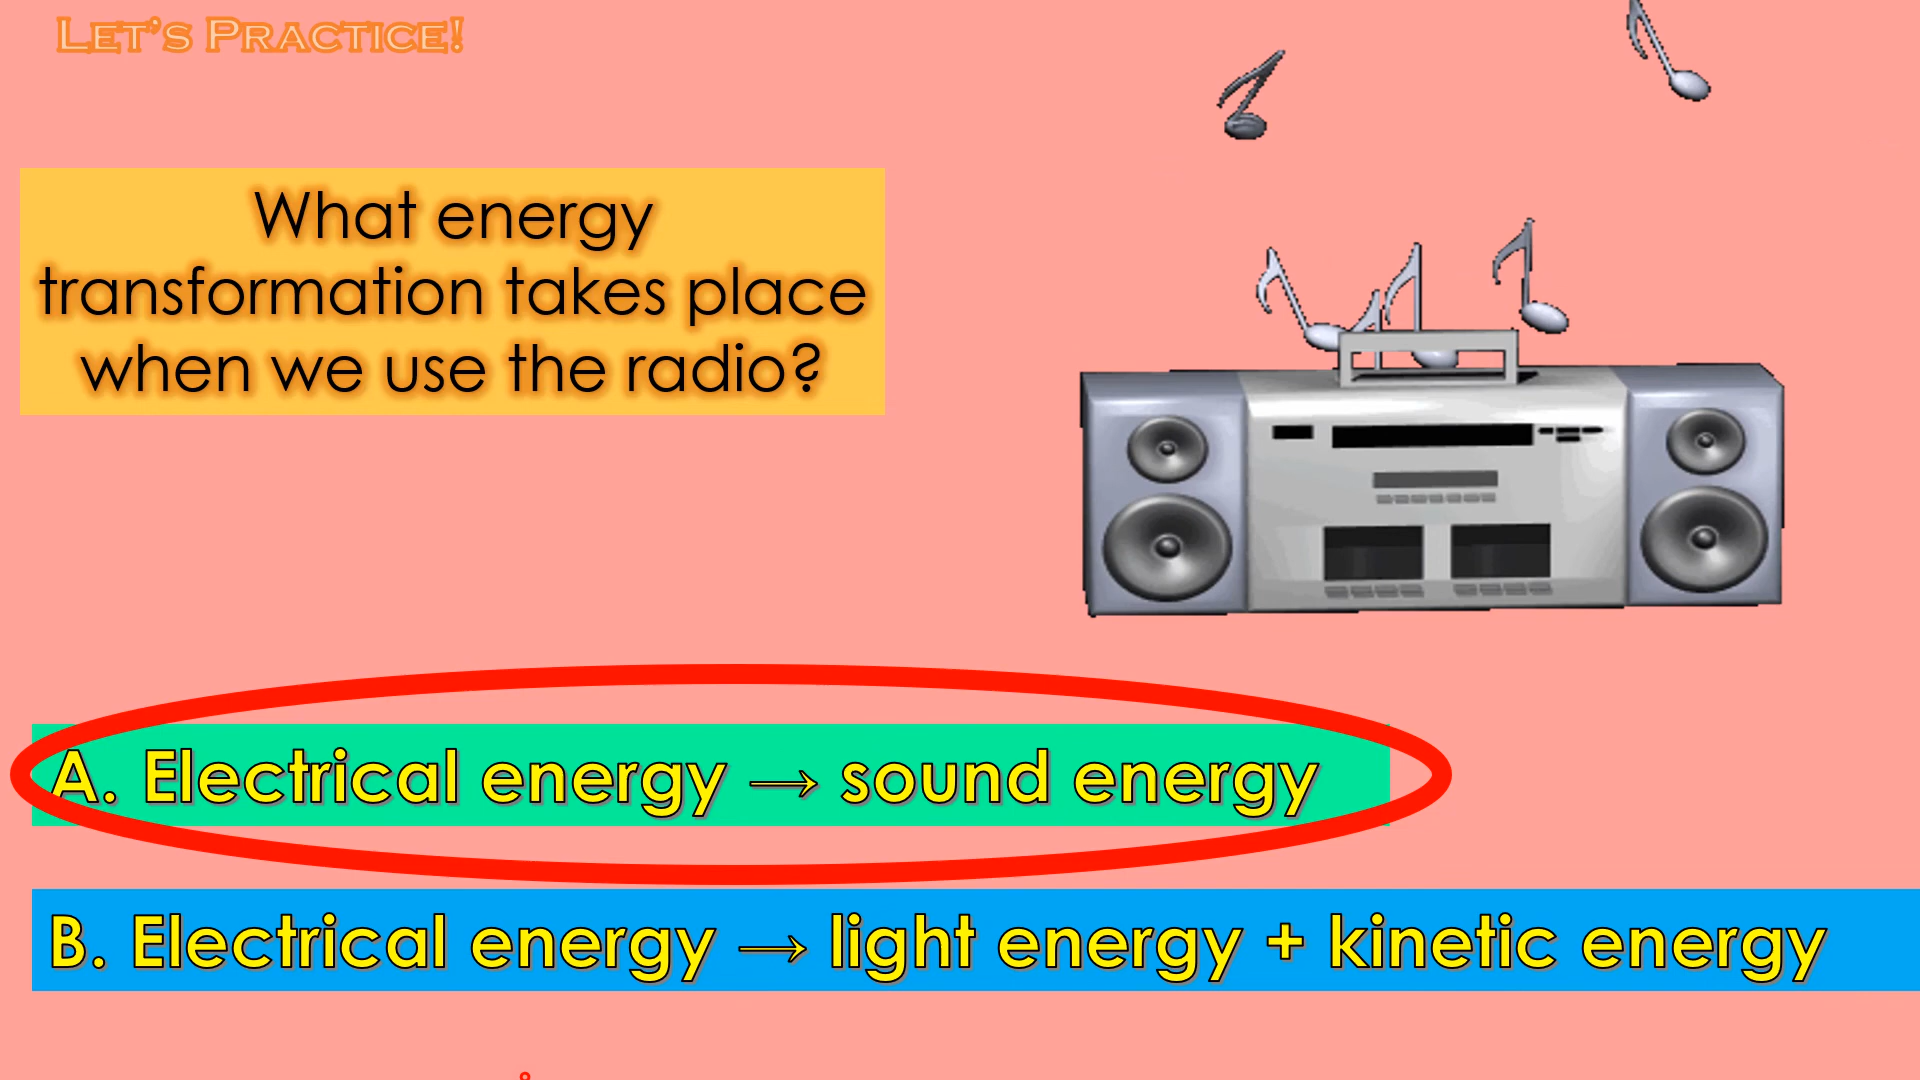 Let's Practice!
What energy
transformation takes place
when we use the radio?
A. Electrical energy → sound energy
B. Electrical energy → light energy + kinetic energy